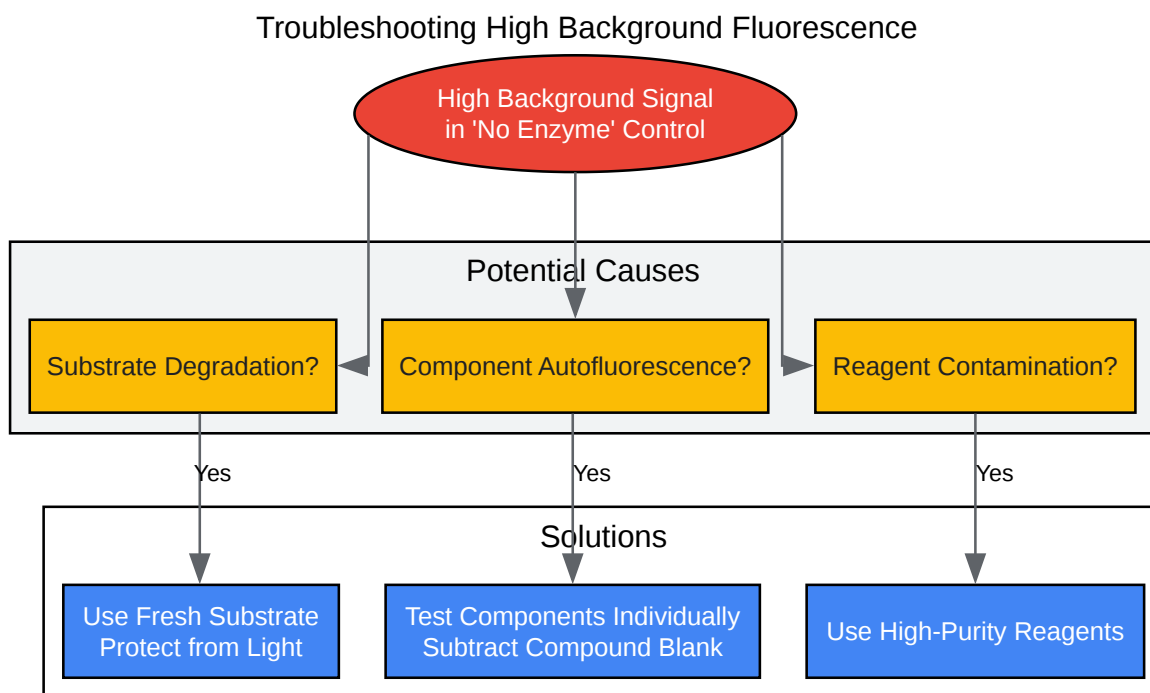 Troubleshooting High Background Fluorescence
High Background Signal
in 'No Enzyme' Control
Potential Causes
Substrate Degradation?
Component Autofluorescence?
Reagent Contamination?
Yes
Yes
Yes
Solutions
Use Fresh Substrate
Protect from Light
Test Components Individually
Subtract Compound Blank
Use High-Purity Reagents